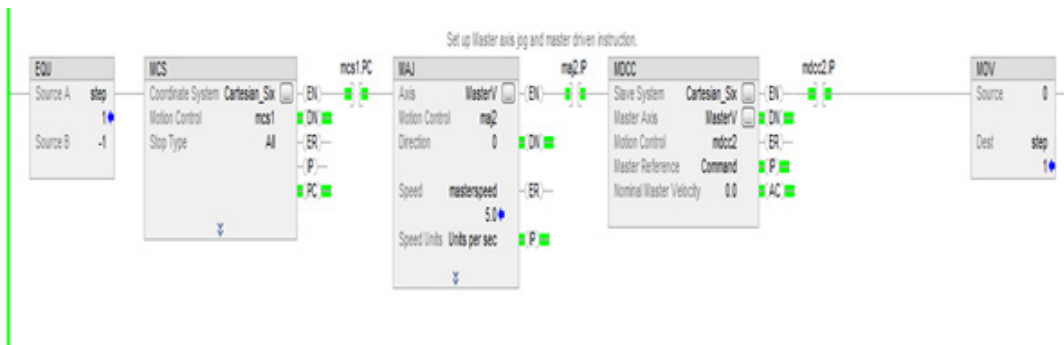 Set up Master axis jog and master driven instruction.
EQU
Source A step
1
Source B -1
MCS
Coordinate System Cartesian_Six ...
Motion Control mcs1
Stop Type All
EN
DN
ER
IP
PC
mcs1.PC
MAJ
Axis MasterV ...
Motion Control maj2
Direction 0
Speed masterspeed
5.0
Speed Units Units per sec
EN
DN
ER
IP
maj2.IP
MDCC
Slave System Cartesian_Six ...
Master Axis MasterV ...
Motion Control mdcc2
Master Reference Command
Nominal Master Velocity 0.0
EN
DN
ER
IP
AC
mdcc2.IP
MOV
Source 0
Dest step
1